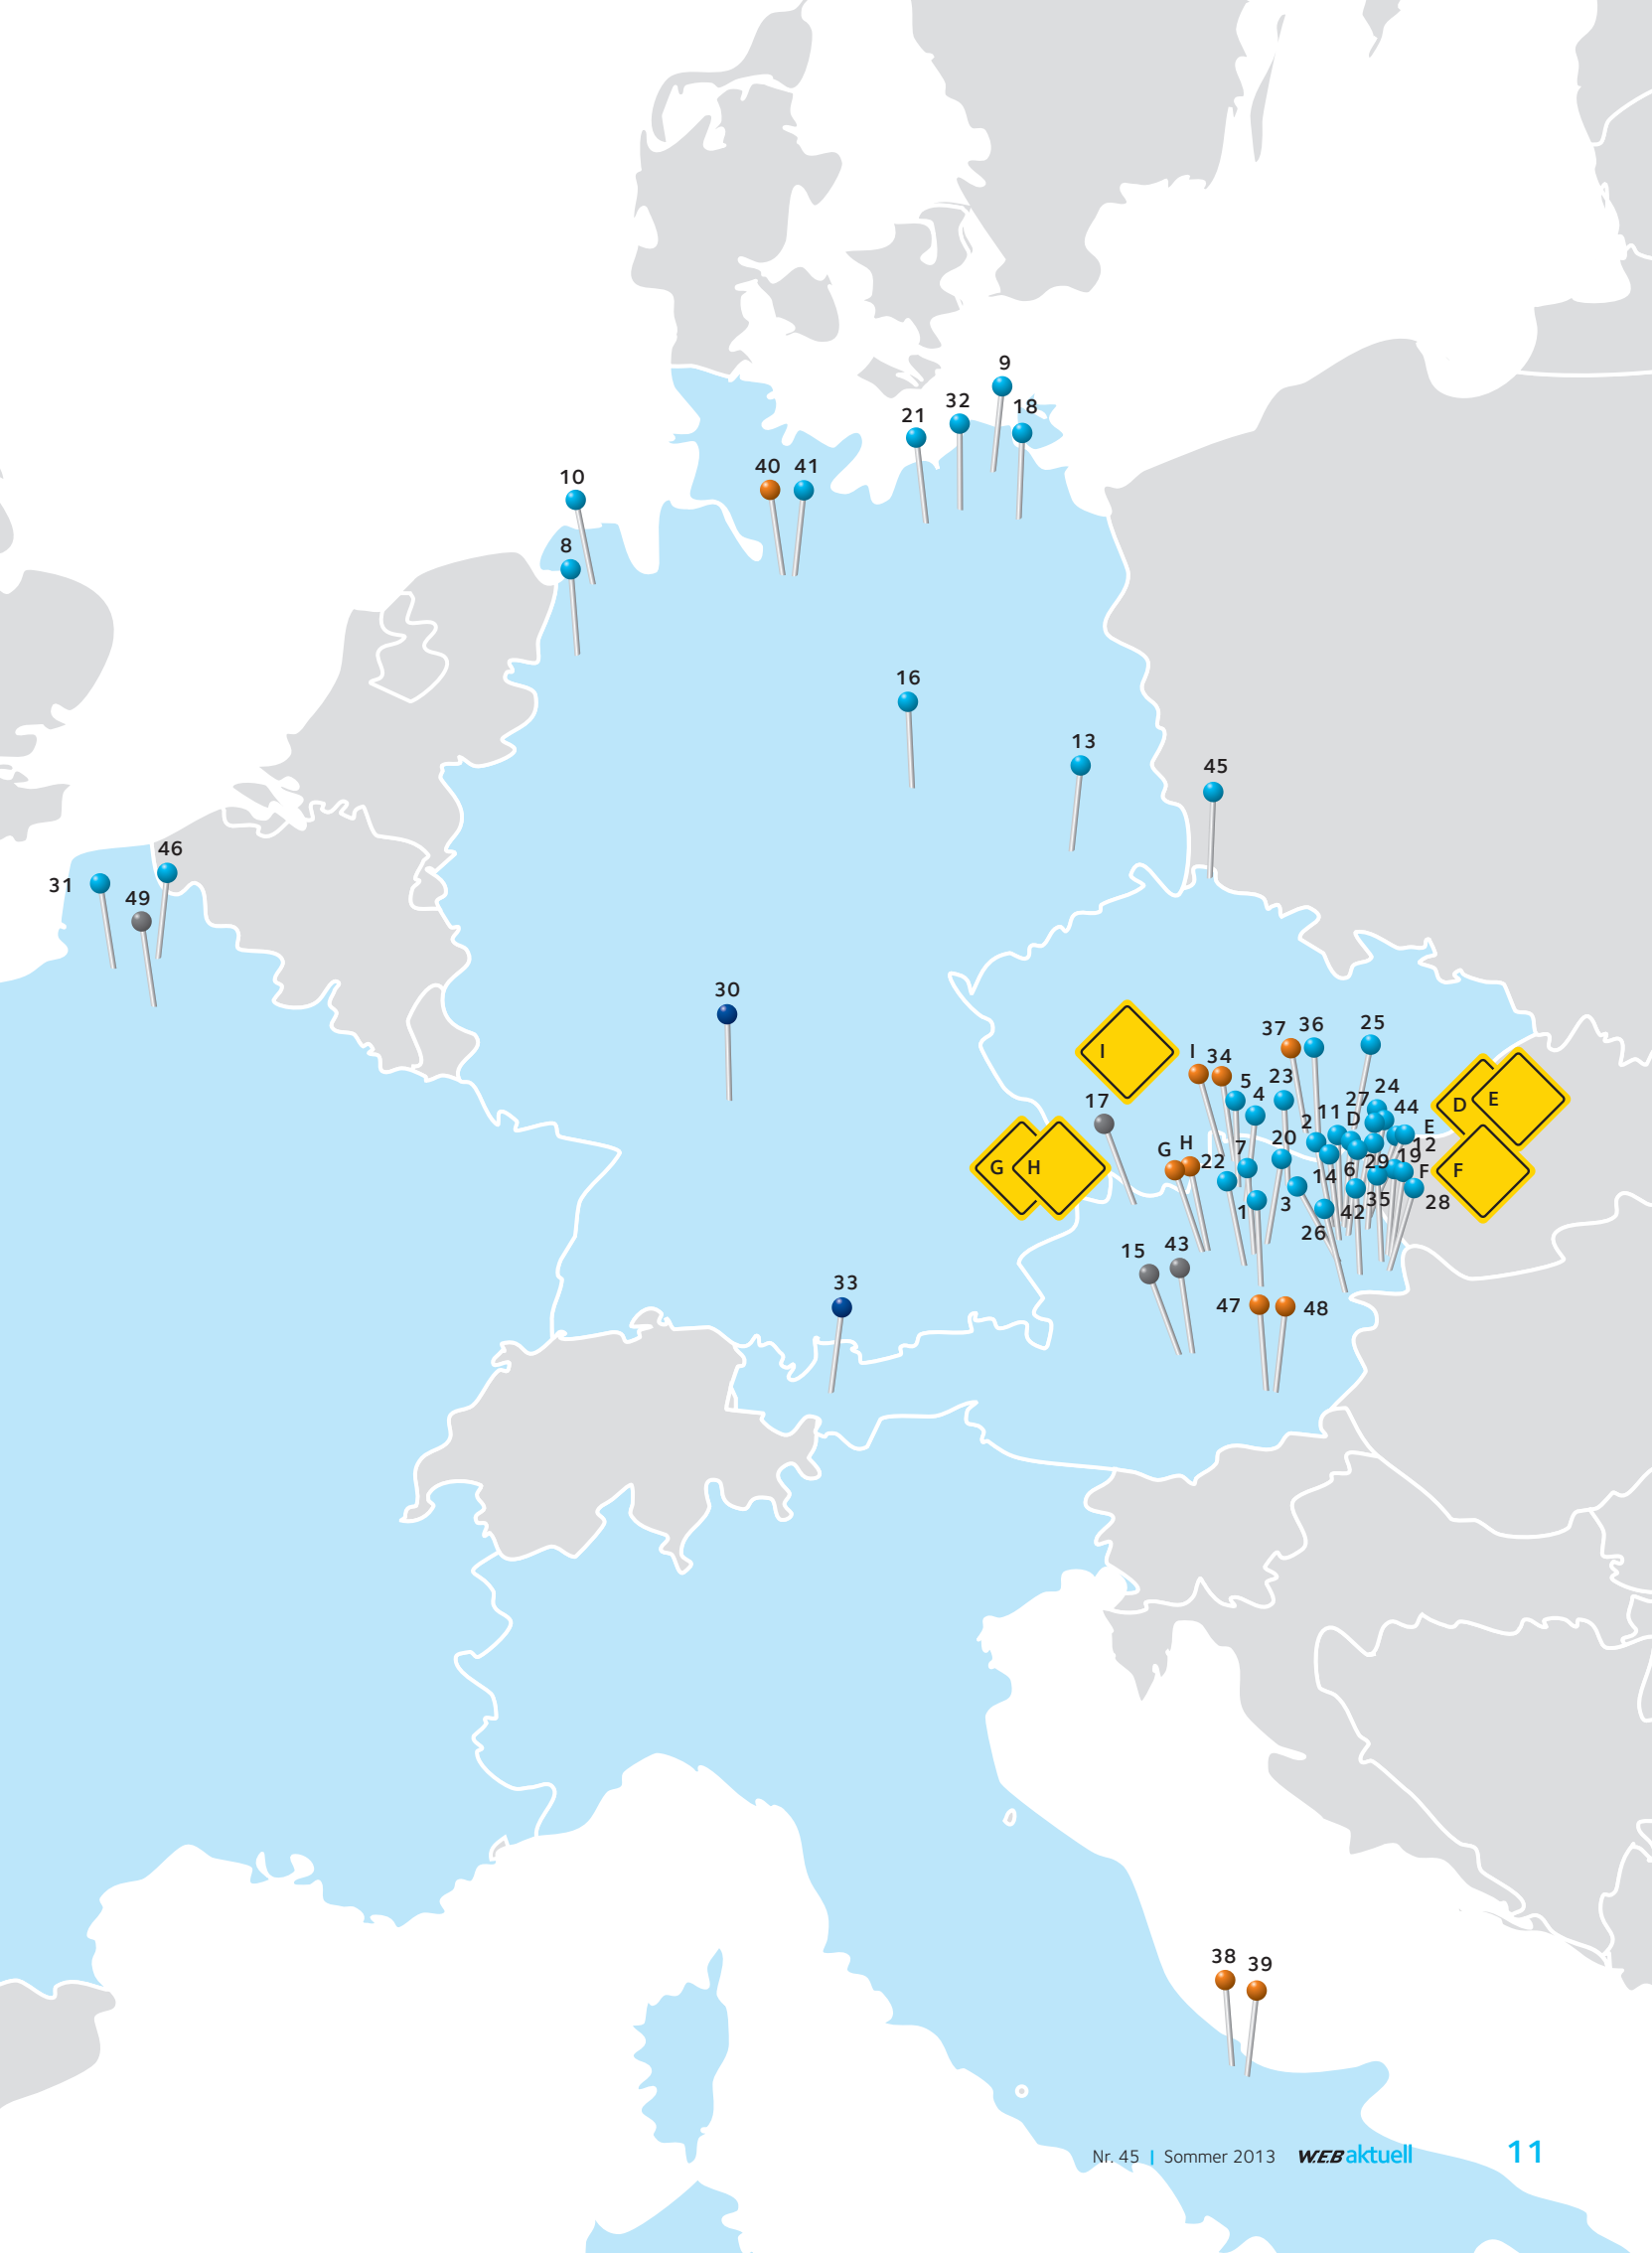 9
32
18
21
40 41
10
8
16
13
45
46
31
49
30
37 36 25
I
I 34
5 23
4
17
27 24
D E
2 11 D 44 E
G H
7 20 12
22
G H
14 6 29 19 F
F
1 3 35 28
42
26
15 43
33
47 48
38 39
Nr. 45 | Sommer 2013 WEB aktuell 11